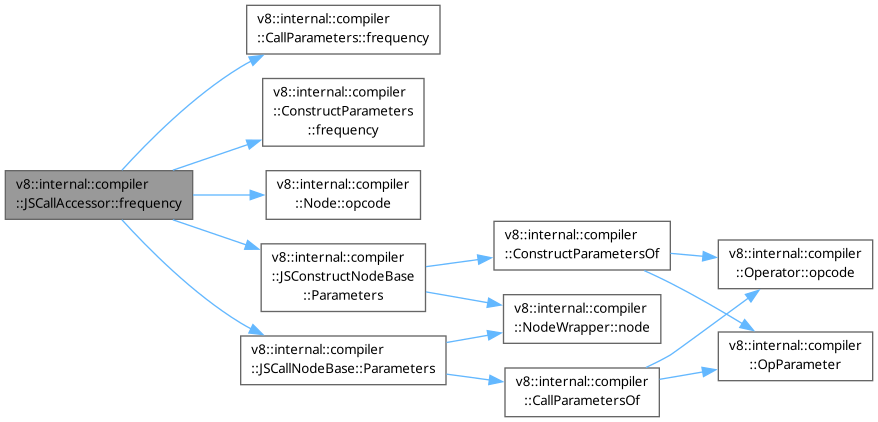 v8::internal::compiler
::CallParameters::frequency
v8::internal::compiler
::ConstructParameters
::frequency
v8::internal::compiler
::JSCallAccessor::frequency
v8::internal::compiler
::Node::opcode
v8::internal::compiler
::JSConstructNodeBase
::Parameters
v8::internal::compiler
::JSCallNodeBase::Parameters
v8::internal::compiler
::ConstructParametersOf
v8::internal::compiler
::NodeWrapper::node
v8::internal::compiler
::CallParametersOf
v8::internal::compiler
::Operator::opcode
v8::internal::compiler
::OpParameter